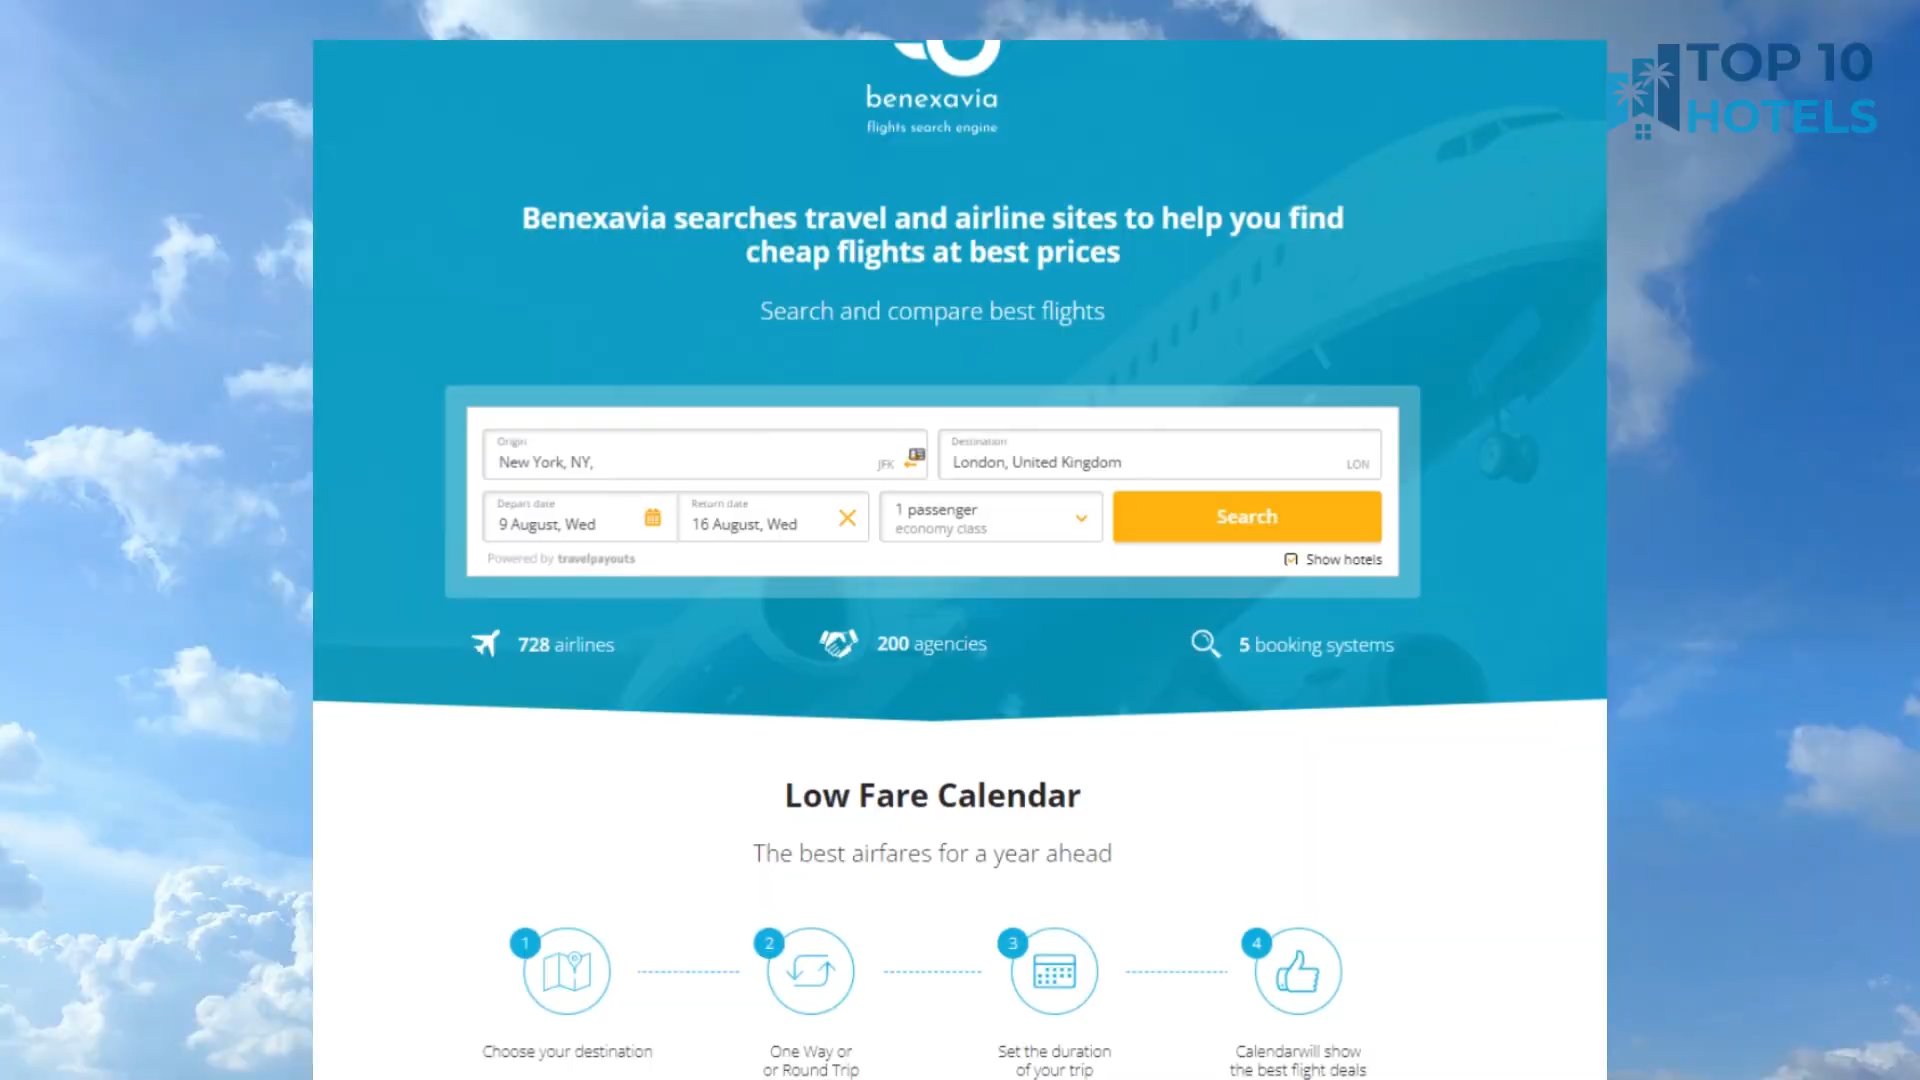 TOP 10
HOTELS
benexavia
flights search engine
Benexavia searches travel and airline sites to help you find
cheap flights at best prices
Search and compare best flights
Origin
New York, NY,
JFK
Destination
London, United Kingdom
LON
Depart date
9 August, Wed
Return date
16 August, Wed
1 passenger
economy class
Search
Powered by travelpayouts
Show hotels
728 airlines
200 agencies
5 booking systems
Low Fare Calendar
The best airfares for a year ahead
1
2
3
4
Choose your destination
One Way or
or Round Trip
Set the duration
of your trip
Calendarwill show
the best flight deals